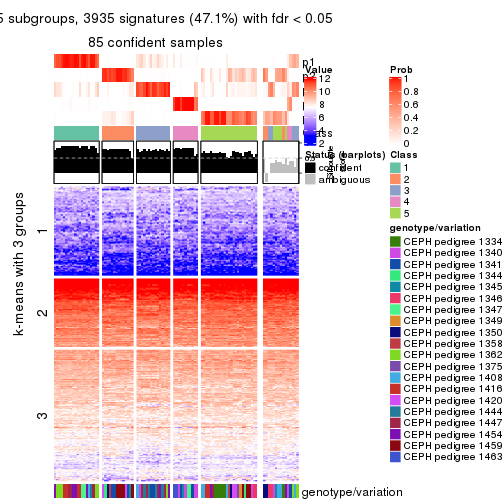 5 subgroups, 3935 signatures (47.1%) with fdr < 0.05
85 confident samples
Value
12
10
8
6
4
2
Prob
1
0.8
0.6
0.4
0.2
0
Status (barplots)
confident
ambiguous
Class
1
2
3
4
5
genotype/variation
CEPH pedigree 1334
CEPH pedigree 1340
CEPH pedigree 1341
CEPH pedigree 1344
CEPH pedigree 1345
CEPH pedigree 1346
CEPH pedigree 1347
CEPH pedigree 1349
CEPH pedigree 1350
CEPH pedigree 1358
CEPH pedigree 1362
CEPH pedigree 1375
CEPH pedigree 1408
CEPH pedigree 1416
CEPH pedigree 1420
CEPH pedigree 1444
CEPH pedigree 1447
CEPH pedigree 1454
CEPH pedigree 1459
CEPH pedigree 1463
k-means with 3 groups
1
2
3
genotype/variation